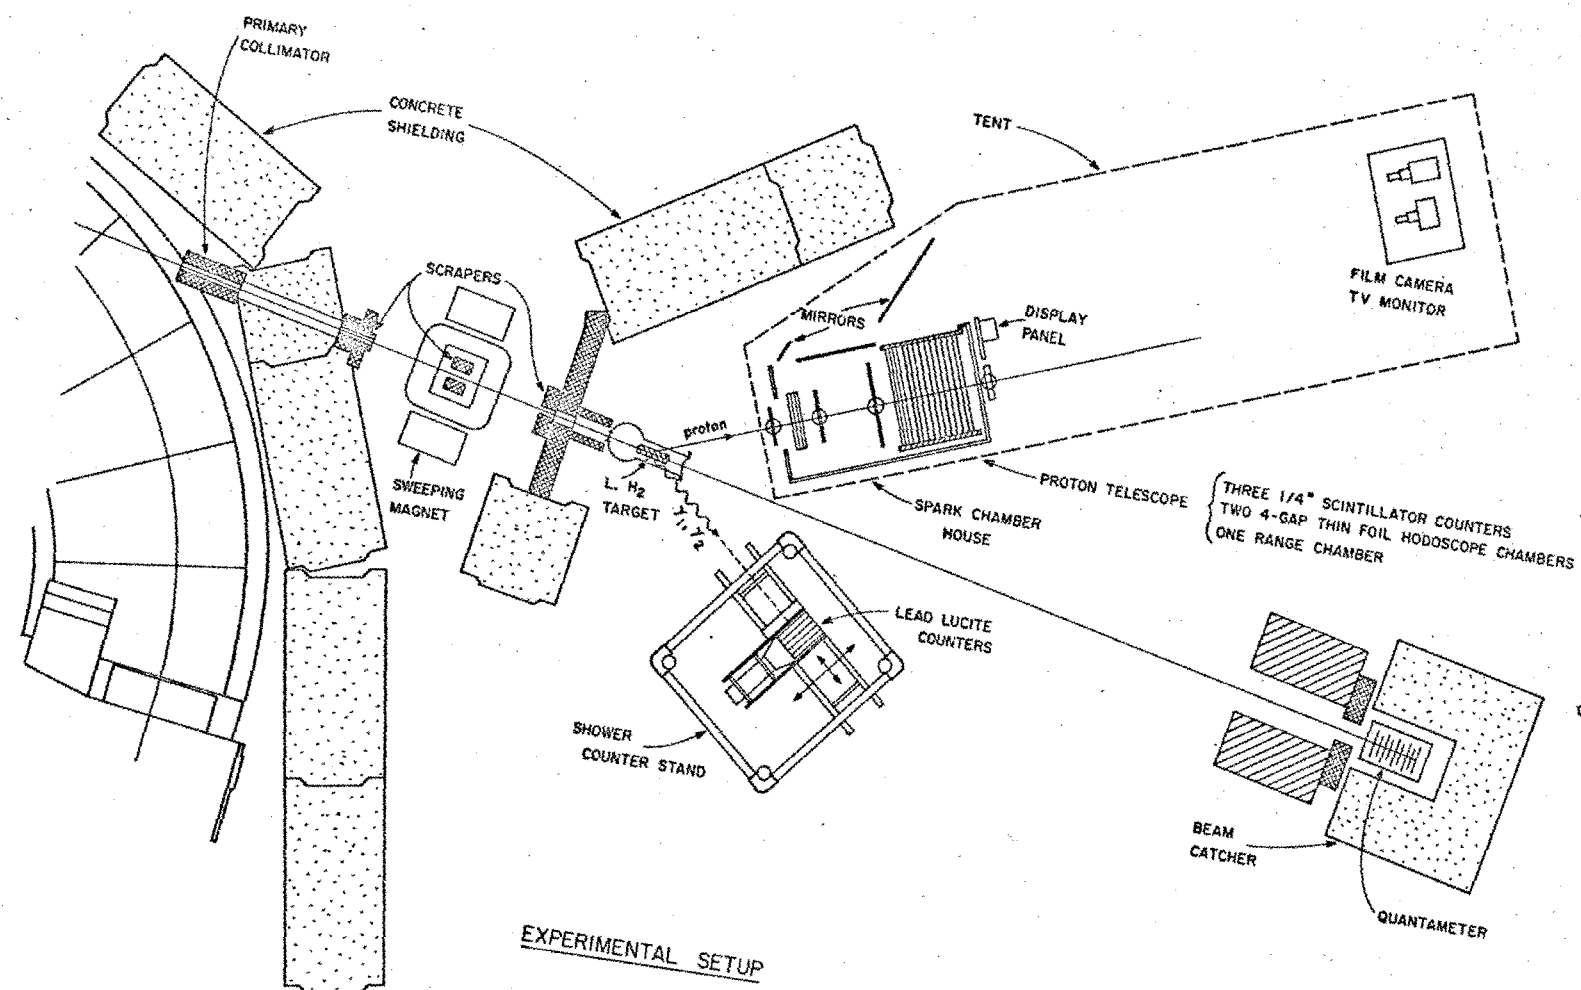 PRIMARY
COLLIMATOR
CONCRETE
SHIELDING
TENT
SCRAPERS
FILM CAMERA
TV MONITOR
MIRRORS
DISPLAY
PANEL
proton
SWEEPING
MAGNET
L. H2
TARGET
γ1, γ2
SPARK CHAMBER
HOUSE
PROTON TELESCOPE
THREE 1/4" SCINTILLATOR COUNTERS
TWO 4-GAP THIN FOIL HODOSCOPE CHAMBERS
ONE RANGE CHAMBER
LEAD LUCITE
COUNTERS
SHOWER
COUNTER STAND
BEAM
CATCHER
QUANTAMETER
EXPERIMENTAL SETUP